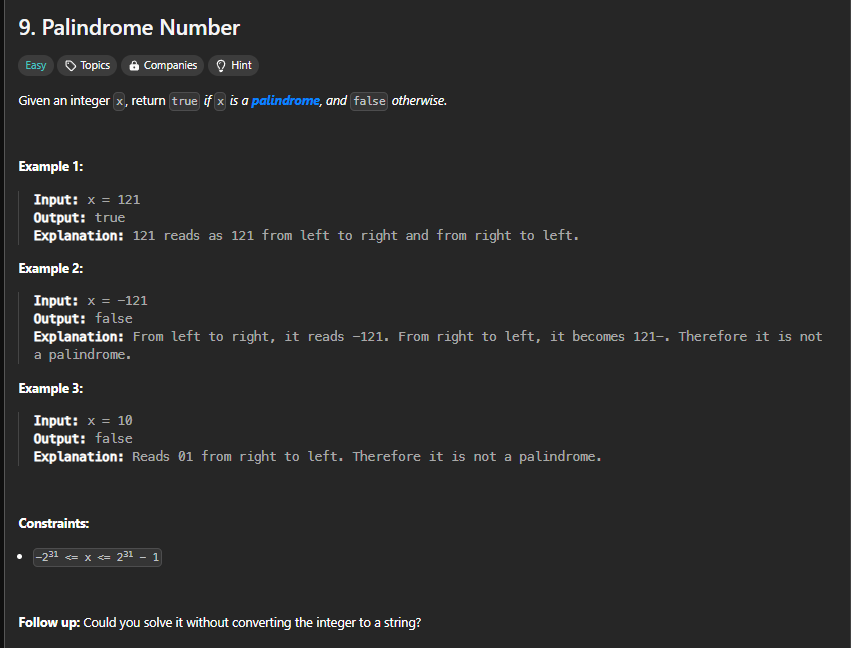 9. Palindrome Number
Easy Topics Companies Hint
Given an integer x, return true if x is a palindrome, and false otherwise.
Example 1:
Input: x = 121
Output: true
Explanation: 121 reads as 121 from left to right and from right to left.
Example 2:
Input: x = -121
Output: false
Explanation: From left to right, it reads -121. From right to left, it becomes 121-. Therefore it is not
a palindrome.
Example 3:
Input: x = 10
Output: false
Explanation: Reads 01 from right to left. Therefore it is not a palindrome.
Constraints:
• -2³¹ <= x <= 2³¹ - 1
Follow up: Could you solve it without converting the integer to a string?